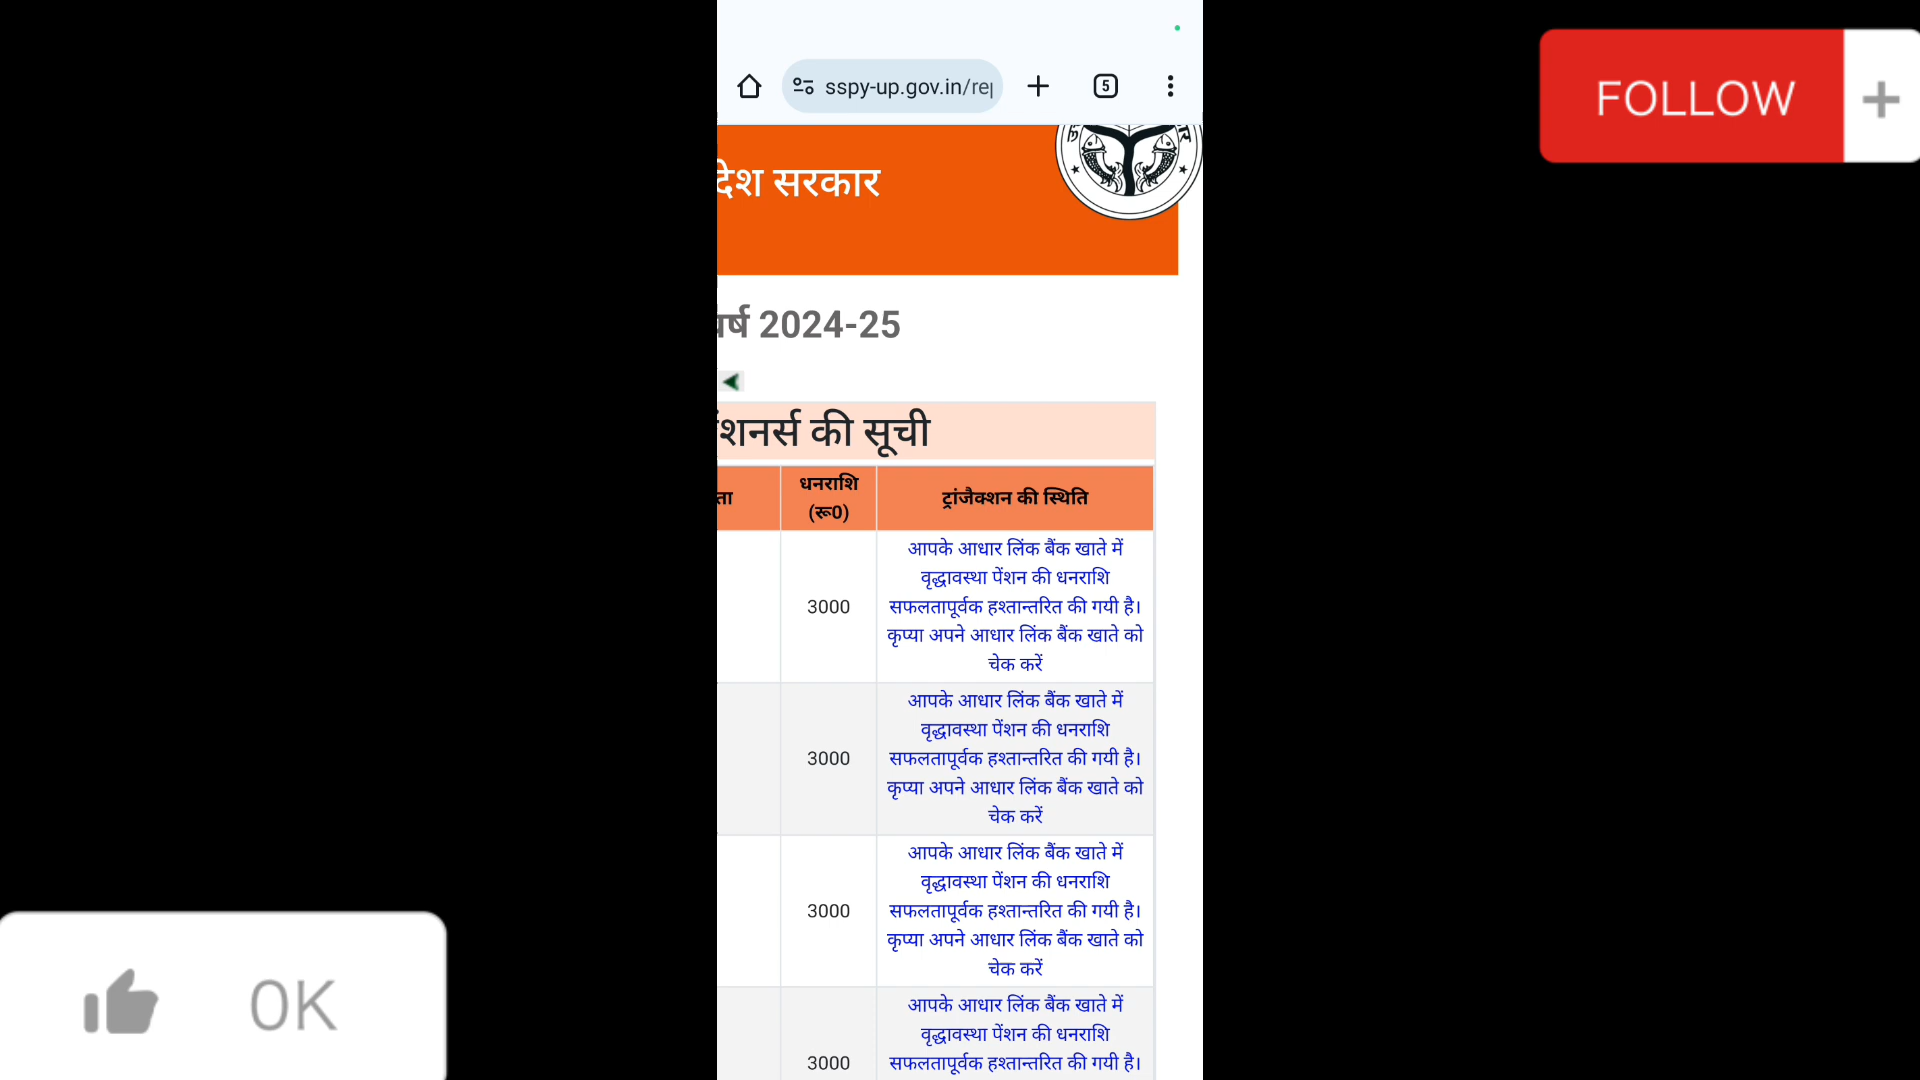 sspy-up.gov.in/re
5
FOLLOW
देश सरकार
वर्ष 2024-25
पेंशनर्स की सूची
धनराशि
(रू0)
ट्रांजैक्शन की स्थिति
आपके आधार लिंक बैंक खाते में
वृद्धावस्था पेंशन की धनराशि
3000
सफलतापूर्वक हश्तान्तरित की गयी है।
कृप्या अपने आधार लिंक बैंक खाते को
चेक करें
आपके आधार लिंक बैंक खाते में
वृद्धावस्था पेंशन की धनराशि
3000
सफलतापूर्वक हश्तान्तरित की गयी है।
कृप्या अपने आधार लिंक बैंक खाते को
चेक करें
आपके आधार लिंक बैंक खाते में
वृद्धावस्था पेंशन की धनराशि
3000
सफलतापूर्वक हश्तान्तरित की गयी है।
कृप्या अपने आधार लिंक बैंक खाते को
चेक करें
आपके आधार लिंक बैंक खाते में
वृद्धावस्था पेंशन की धनराशि
3000
सफलतापूर्वक हश्तान्तरित की गयी है।
0K